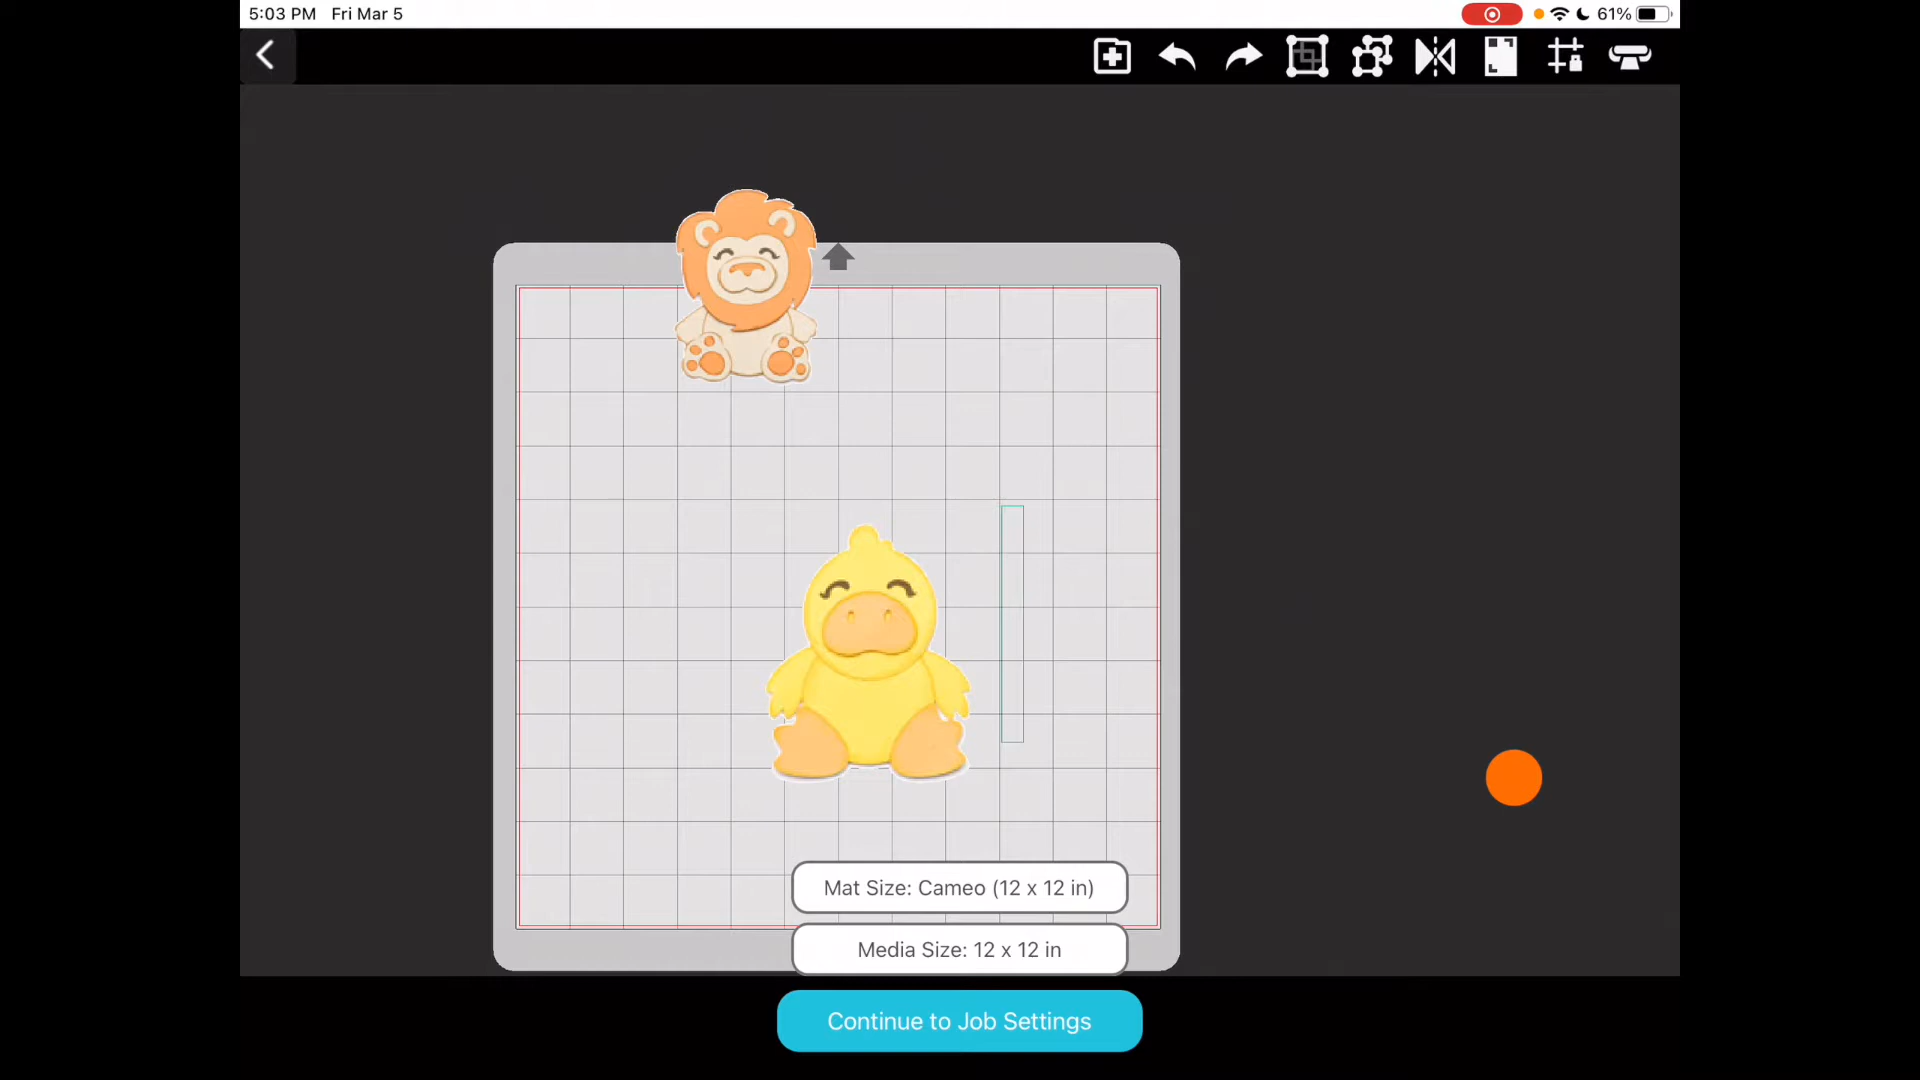 5:03 PM Fri Mar 5 61%
Mat Size: Cameo (12 x 12 in)
Media Size: 12 x 12 in
Continue to Job Settings